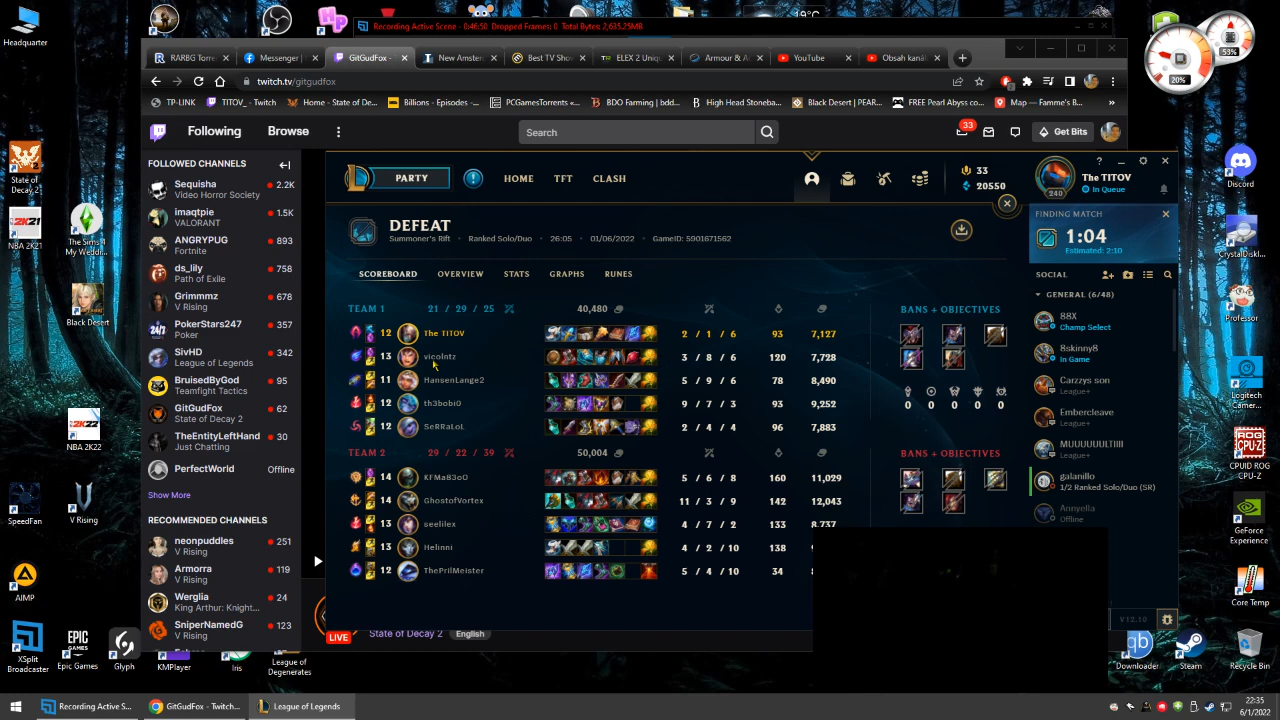 Headquarter
Recording Active Scene - 0:46:50 Dropped Frames: 0 Total Bytes: 2,635.25MB
19°C
20%
53%
RARBG Torre
Messenger |
GitGudFox -
New Amster
Best TV Sho
ELEX 2 Uniq
Armour & A
YouTube
Obsah kaná
twitch.tv/gitgudfox
TP-LINK
TITOV_ - Twitch
Home - State of De...
Billions - Episodes -...
PCGamesTorrents «...
BDO Farming | bdd...
High Head Stoneba...
Black Desert | PEAR...
FREE Pearl Abyss co...
Map — Famme's B...
Following
Browse
Search
33
Get Bits
FOLLOWED CHANNELS
Sequisha
Video Horror Society
2.2K
imaqtpie
VALORANT
1.5K
ANGRYPUG
Fortnite
893
ds_lily
Path of Exile
758
Grimmmz
V Rising
678
PokerStars247
Poker
357
SivHD
League of Legends
342
BruisedByGod
Teamfight Tactics
95
GitGudFox
State of Decay 2
62
TheEntityLeftHand
Just Chatting
30
PerfectWorld
Offline
Show More
RECOMMENDED CHANNELS
neonpuddles
V Rising
251
Armorra
V Rising
119
Werglia
King Arthur: Knight...
24
SniperNamedG
V Rising
123
PARTY
HOME
TFT
CLASH
33
20550
240
The TITOV
In Queue
DEFEAT
Summoner's Rift • Ranked Solo/Duo • 26:05 • 01/06/2022 • GameID: 5901671562
SCOREBOARD
OVERVIEW
STATS
GRAPHS
RUNES
TEAM 1 21 / 29 / 25 40,480
12 The TITOV 2 / 1 / 6 93 7,127
13 vicolntz 3 / 8 / 6 120 7,728
11 HansenLange2 5 / 9 / 6 78 8,490
12 th3bobi0 9 / 7 / 3 93 9,252
12 SeRRaLoL 2 / 4 / 4 96 7,883
TEAM 2 29 / 22 / 39 50,004
14 KFMa83oO 5 / 6 / 8 160 11,029
14 GhostofVortex 11 / 3 / 9 142 12,043
13 seelilex 4 / 7 / 2 133 8,737
13 Helinni 4 / 2 / 10 138
12 ThePrilMeister 5 / 4 / 10 34
BANS + OBJECTIVES
0 0 0 0 0
BANS + OBJECTIVES
FINDING MATCH
1:04
Estimated: 2:10
SOCIAL
GENERAL (6/48)
88X
Champ Select
8skinny8
In Game
Carzzys son
League+
Embercleave
League+
MUUUUUULTIIII
League+
galanillo
1/2 Ranked Solo/Duo (SR)
Annyella
Offline
V12.10
LIVE
State of Decay 2
English
State of Decay 2
NBA 2K21
The Sims 4 My Weddi...
Black Desert
NBA 2K22
SpeedFan
V Rising
AIMP
XSplit Broadcaster
Epic Games
Glyph
KMPlayer
Iris
League of Degenerates
Discord
CrystalDiskI...
Professor
Logitech Camer...
CPUID ROG CPU-Z
GeForce Experience
Core Temp
Downloader
Steam
Recycle Bin
Recording Active S...
GitGudFox - Twitch...
League of Legends
22:35
6/1/2022